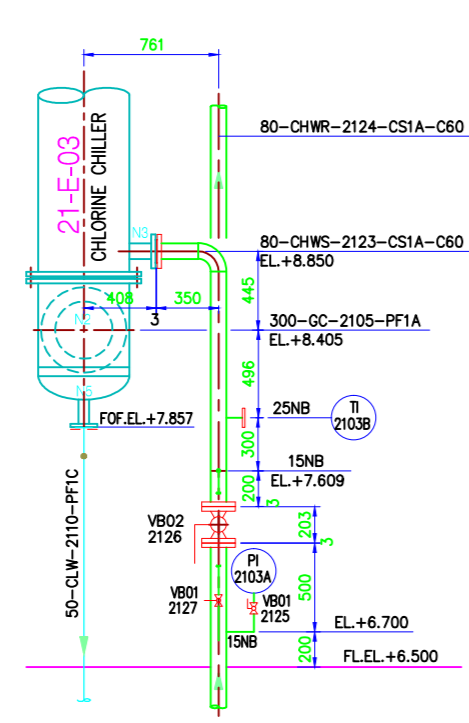 761
80-CHWR-2124-CS1A-C60
21-E-03
CHLORINE CHILLER
N3
80-CHWS-2123-CS1A-C60
EL.+8.850
408
350
3
445
N2
300-GC-2105-PF1A
EL.+8.405
496
N5
FOF.EL.+7.857
25NB
TI
2103B
300
15NB
EL.+7.609
200
3
VB02
2126
203
3
50-CLW-2110-PF1C
PI
2103A
VB01
2127
VB01
2125
500
15NB
EL.+6.700
200
FL.EL.+6.500